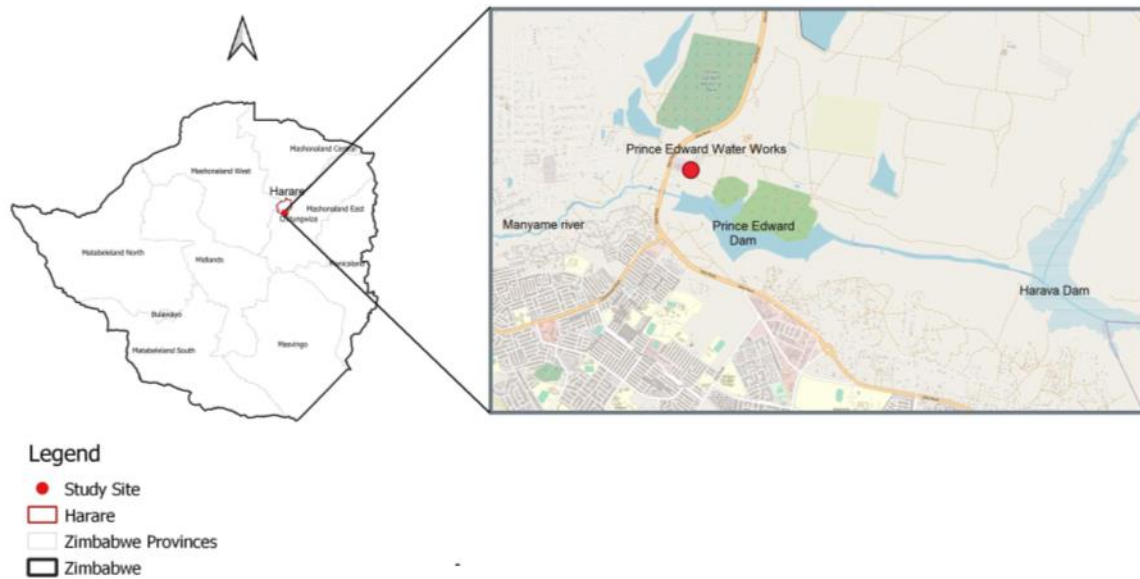 Mashonaland Central
Mashonaland West
Harare
Mashonaland East
Matabeleland North
Midlands
Manicaland
Bulawayo
Matabeleland South
Masvingo
Prince Edward Water Works
Manyame river
Prince Edward
Dam
Harava Dam
Legend
Study Site
Harare
Zimbabwe Provinces
Zimbabwe